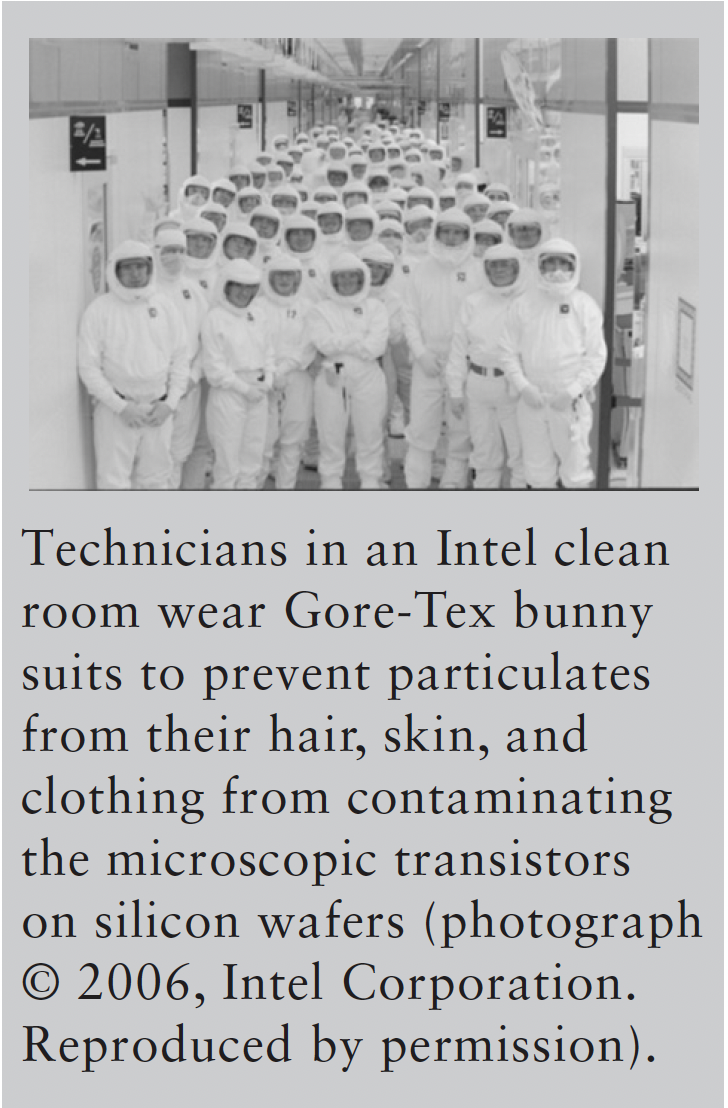 Technicians in an Intel clean
room wear Gore-Tex bunny
suits to prevent particulates
from their hair, skin, and
clothing from contaminating
the microscopic transistors
on silicon wafers (photograph
© 2006, Intel Corporation.
Reproduced by permission).